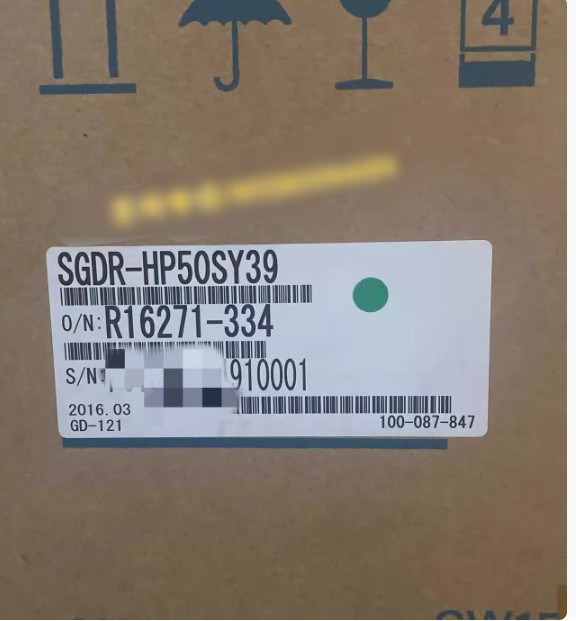 4
SGDR-HP50SY39
O/N:R16271-334
S/N: 910001
2016.03
GD-121
100-087-847